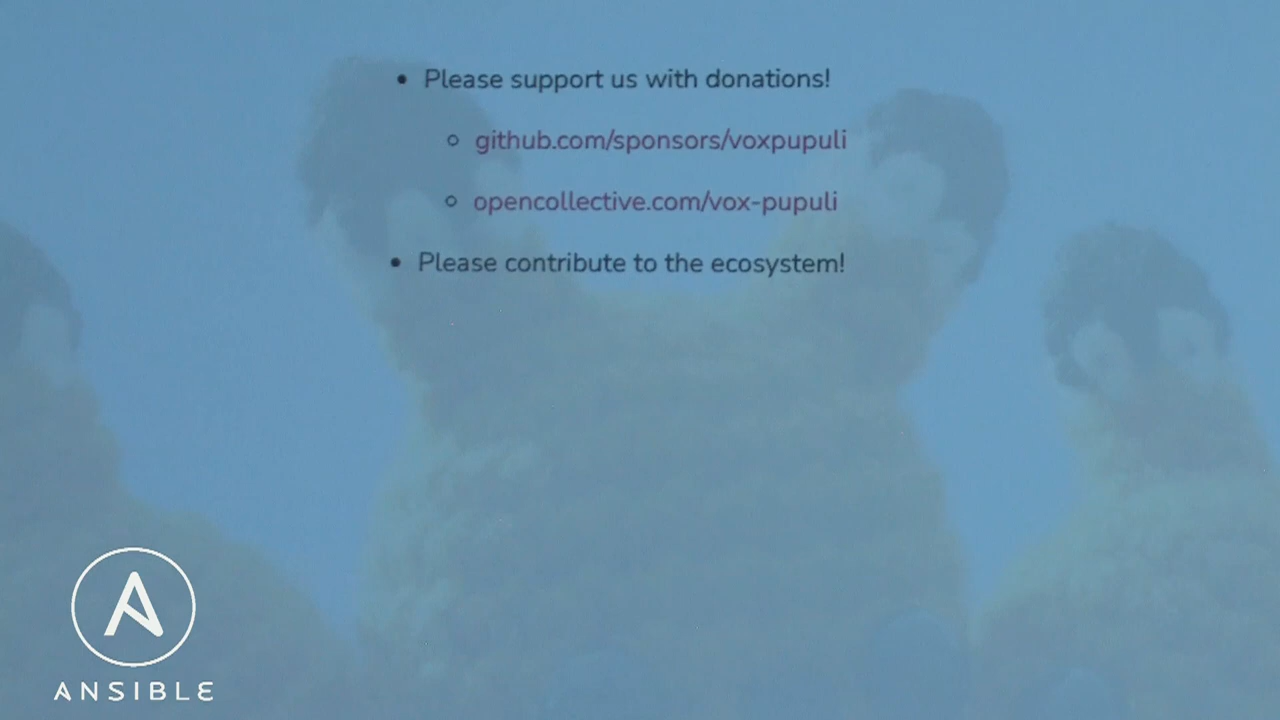 Please support us with donations!
github.com/sponsors/voxpupuli
opencollective.com/vox-pupuli
Please contribute to the ecosystem!
ANSIBLE